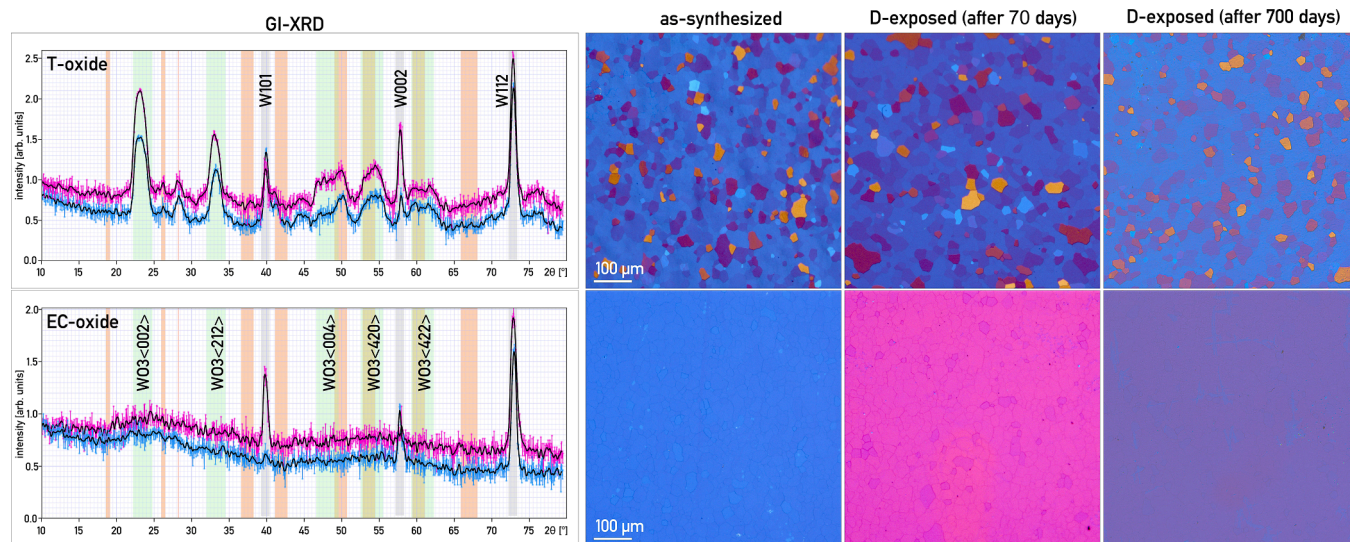 GI-XRD
as-synthesized
D-exposed (after 70 days)
D-exposed (after 700 days)
T-oxide
W101
W002
W112
intensity [arb. units]
2.5
2.0
1.5
1.0
0.5
0.0
10 15 20 25 30 35 40 45 50 55 60 65 70 75 2θ [°]
100 µm
EC-oxide
WO3<002>
WO3<212>
WO3<004>
WO3<420>
WO3<422>
intensity [arb. units]
2.0
1.5
1.0
0.5
0.0
10 15 20 25 30 35 40 45 50 55 60 65 70 75 2θ [°]
100 µm